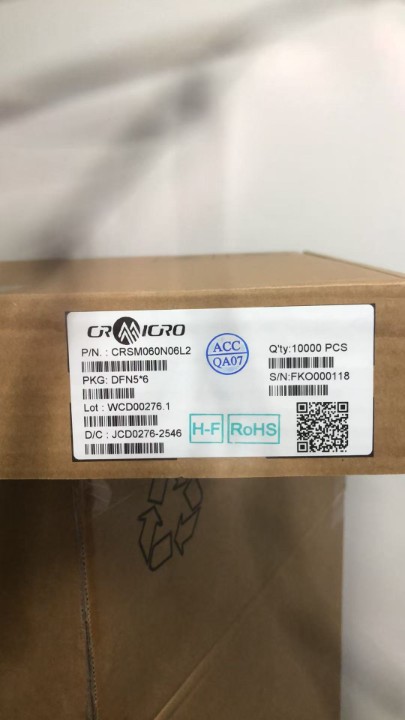 CRMICRO
P/N. : CRSM060N06L2
PKG: DFN5*6
Lot : WCD00276.1
D/C : JCD0276-2546
ACC
QA07
Q'ty:10000 PCS
S/N:FKO000118
H-F
RoHS